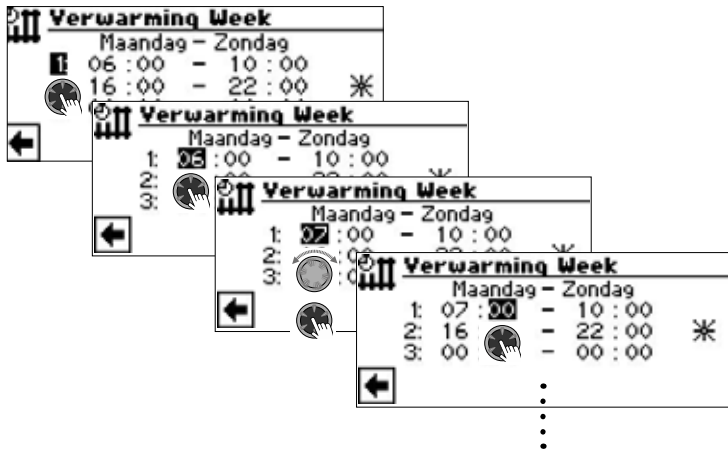 Verwarming Week
Maandag – Zondag
1: 06 :00 – 10 : 00
16 :00 – 22 : 00
Verwarming Week
Maandag – Zondag
1: 06 :00 – 10 : 00
2:
3:
Verwarming Week
Maandag – Zondag
1: 07 :00 – 10 : 00
2:
3:
Verwarming Week
Maandag – Zondag
1: 07 : 00 – 10 : 00
2: 16 – 22 : 00
3: 00 – 00 : 00